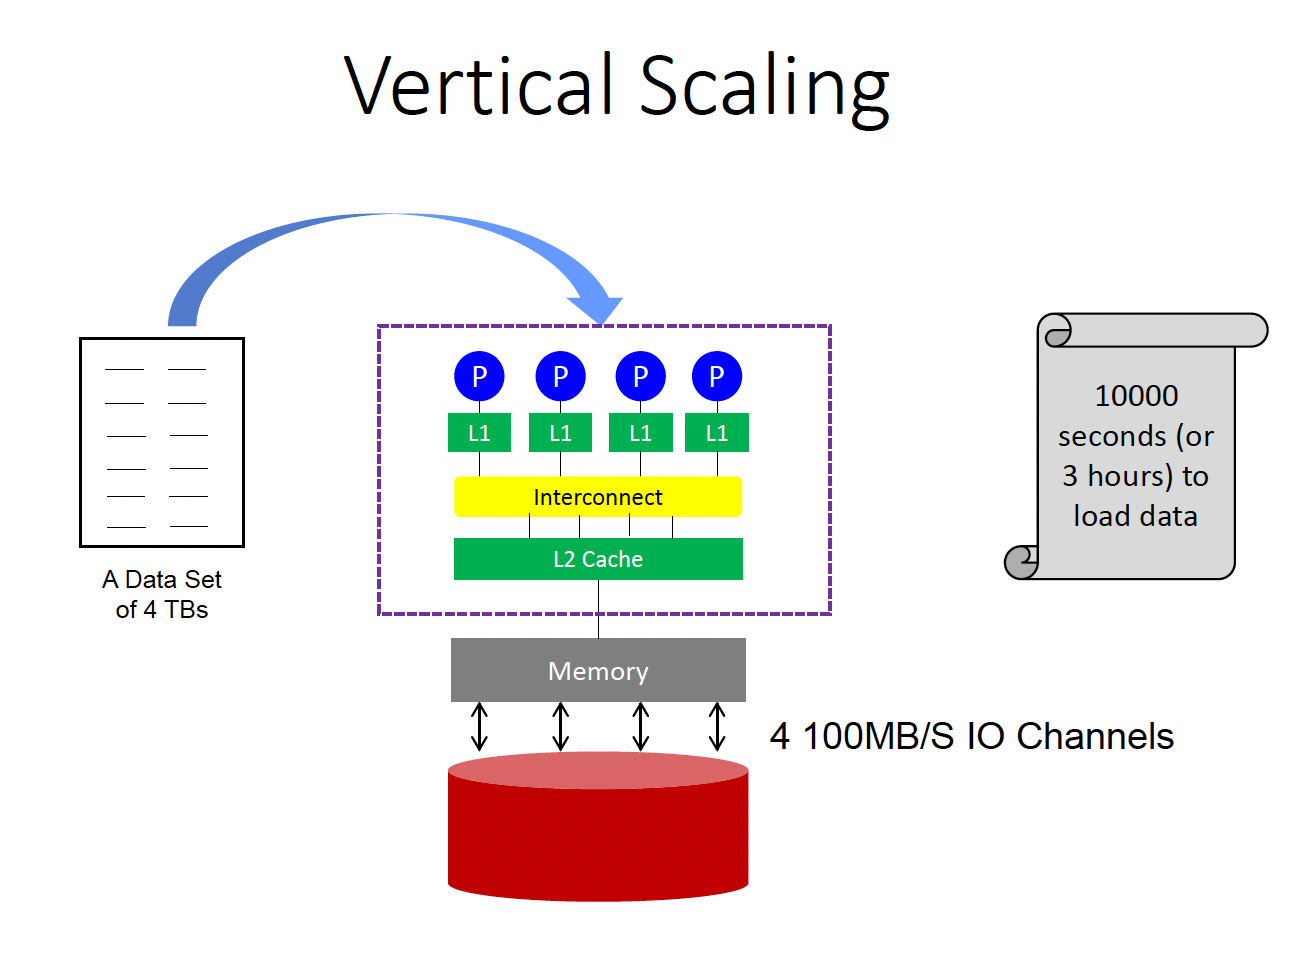 Vertical Scaling
P P P P
L1 L1 L1 L1
Interconnect
L2 Cache
A Data Set
of 4 TBs
Memory
4 100MB/S IO Channels
10000
seconds (or
3 hours) to
load data